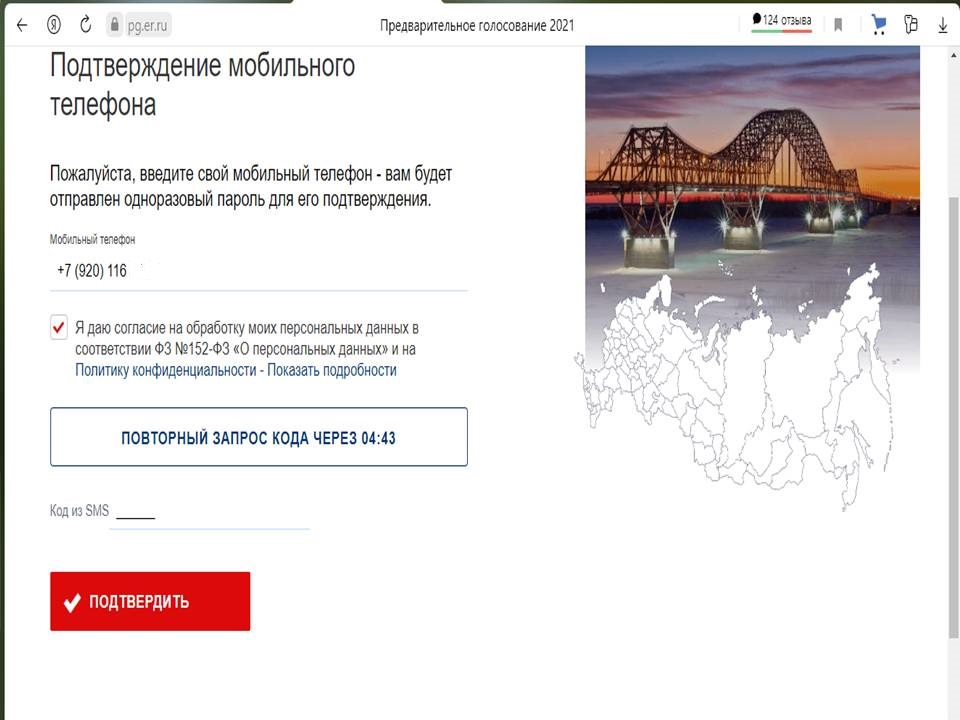 Я
pg.er.ru
Предварительное голосование 2021
124 отзыва
Подтверждение мобильного
телефона
Пожалуйста, введите свой мобильный телефон - вам будет
отправлен одноразовый пароль для его подтверждения.
Мобильный телефон
+7 (920) 116
Я даю согласие на обработку моих персональных данных в
соответствии ФЗ №152-ФЗ «О персональных данных» и на
Политику конфиденциальности - Показать подробности
ПОВТОРНЫЙ ЗАПРОС КОДА ЧЕРЕЗ 04:43
Код из SMS ______
ПОДТВЕРДИТЬ